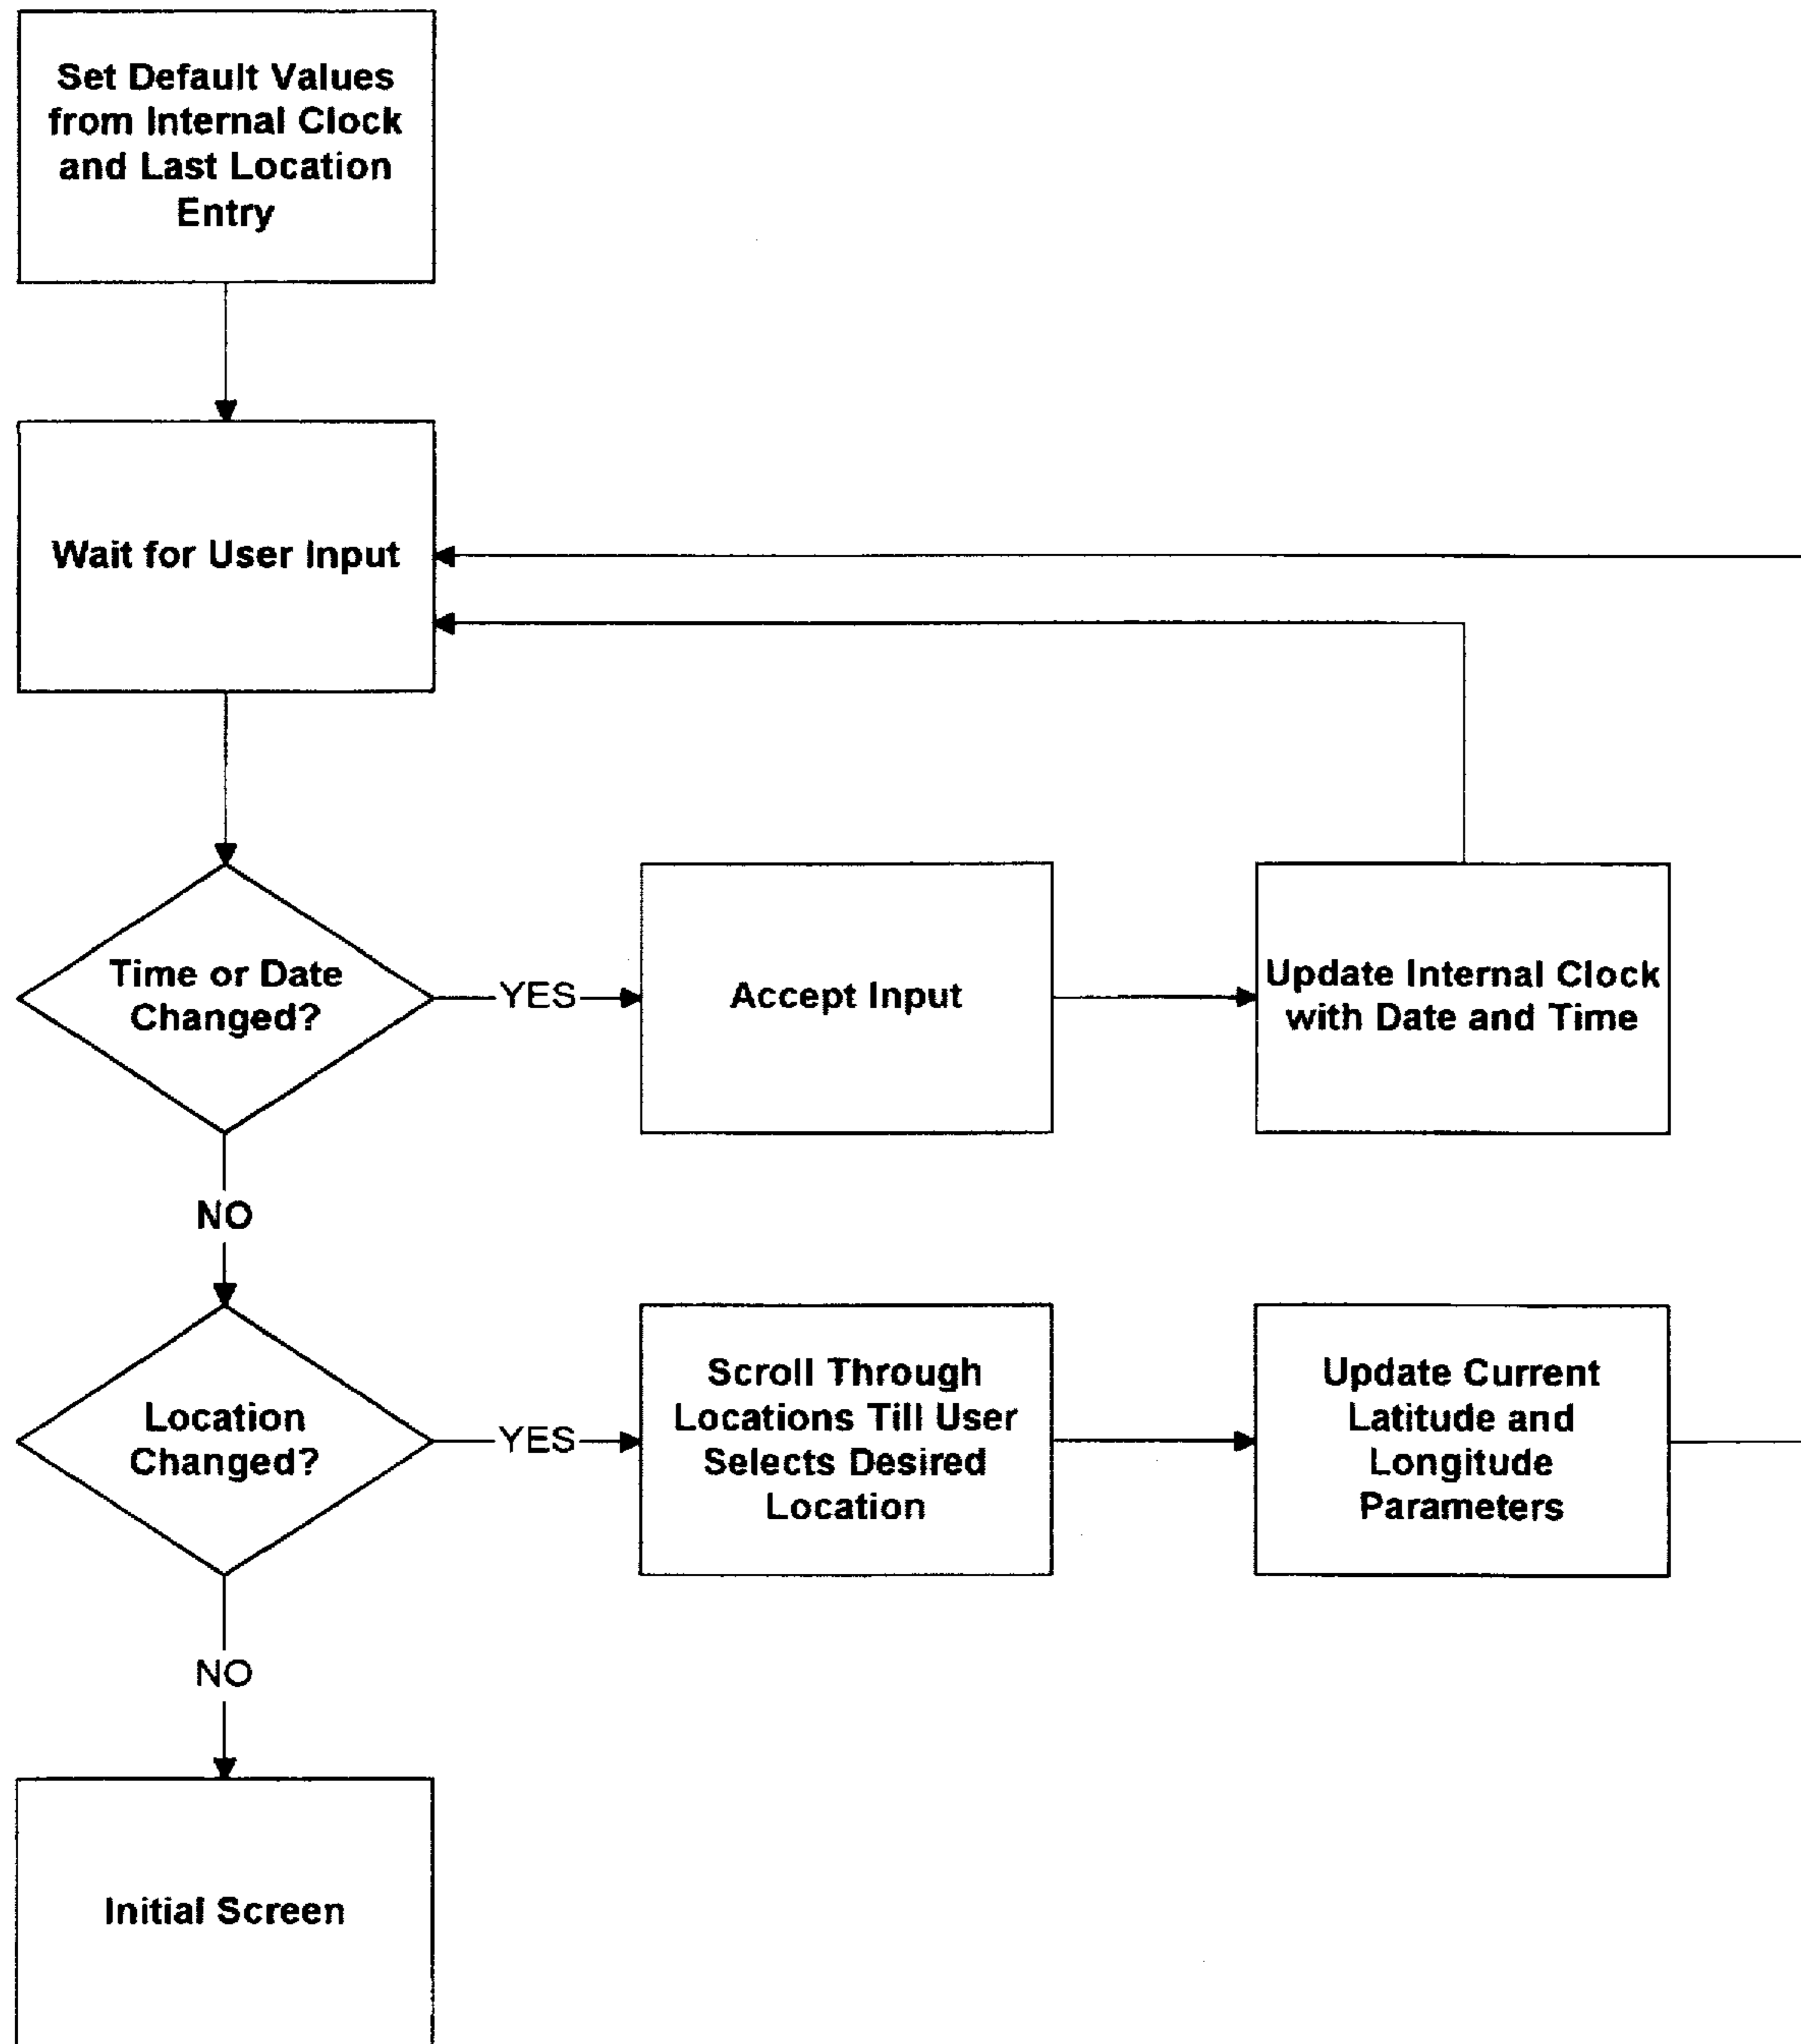 Set Default Values
from Internal Clock
and Last Location
Entry
Wait for User Input
Time or Date
Changed?
YES
Accept Input
Update Internal Clock
with Date and Time
NO
Location
Changed?
YES
Scroll Through
Locations Till User
Selects Desired
Location
Update Current
Latitude and
Longitude
Parameters
NO
Initial Screen